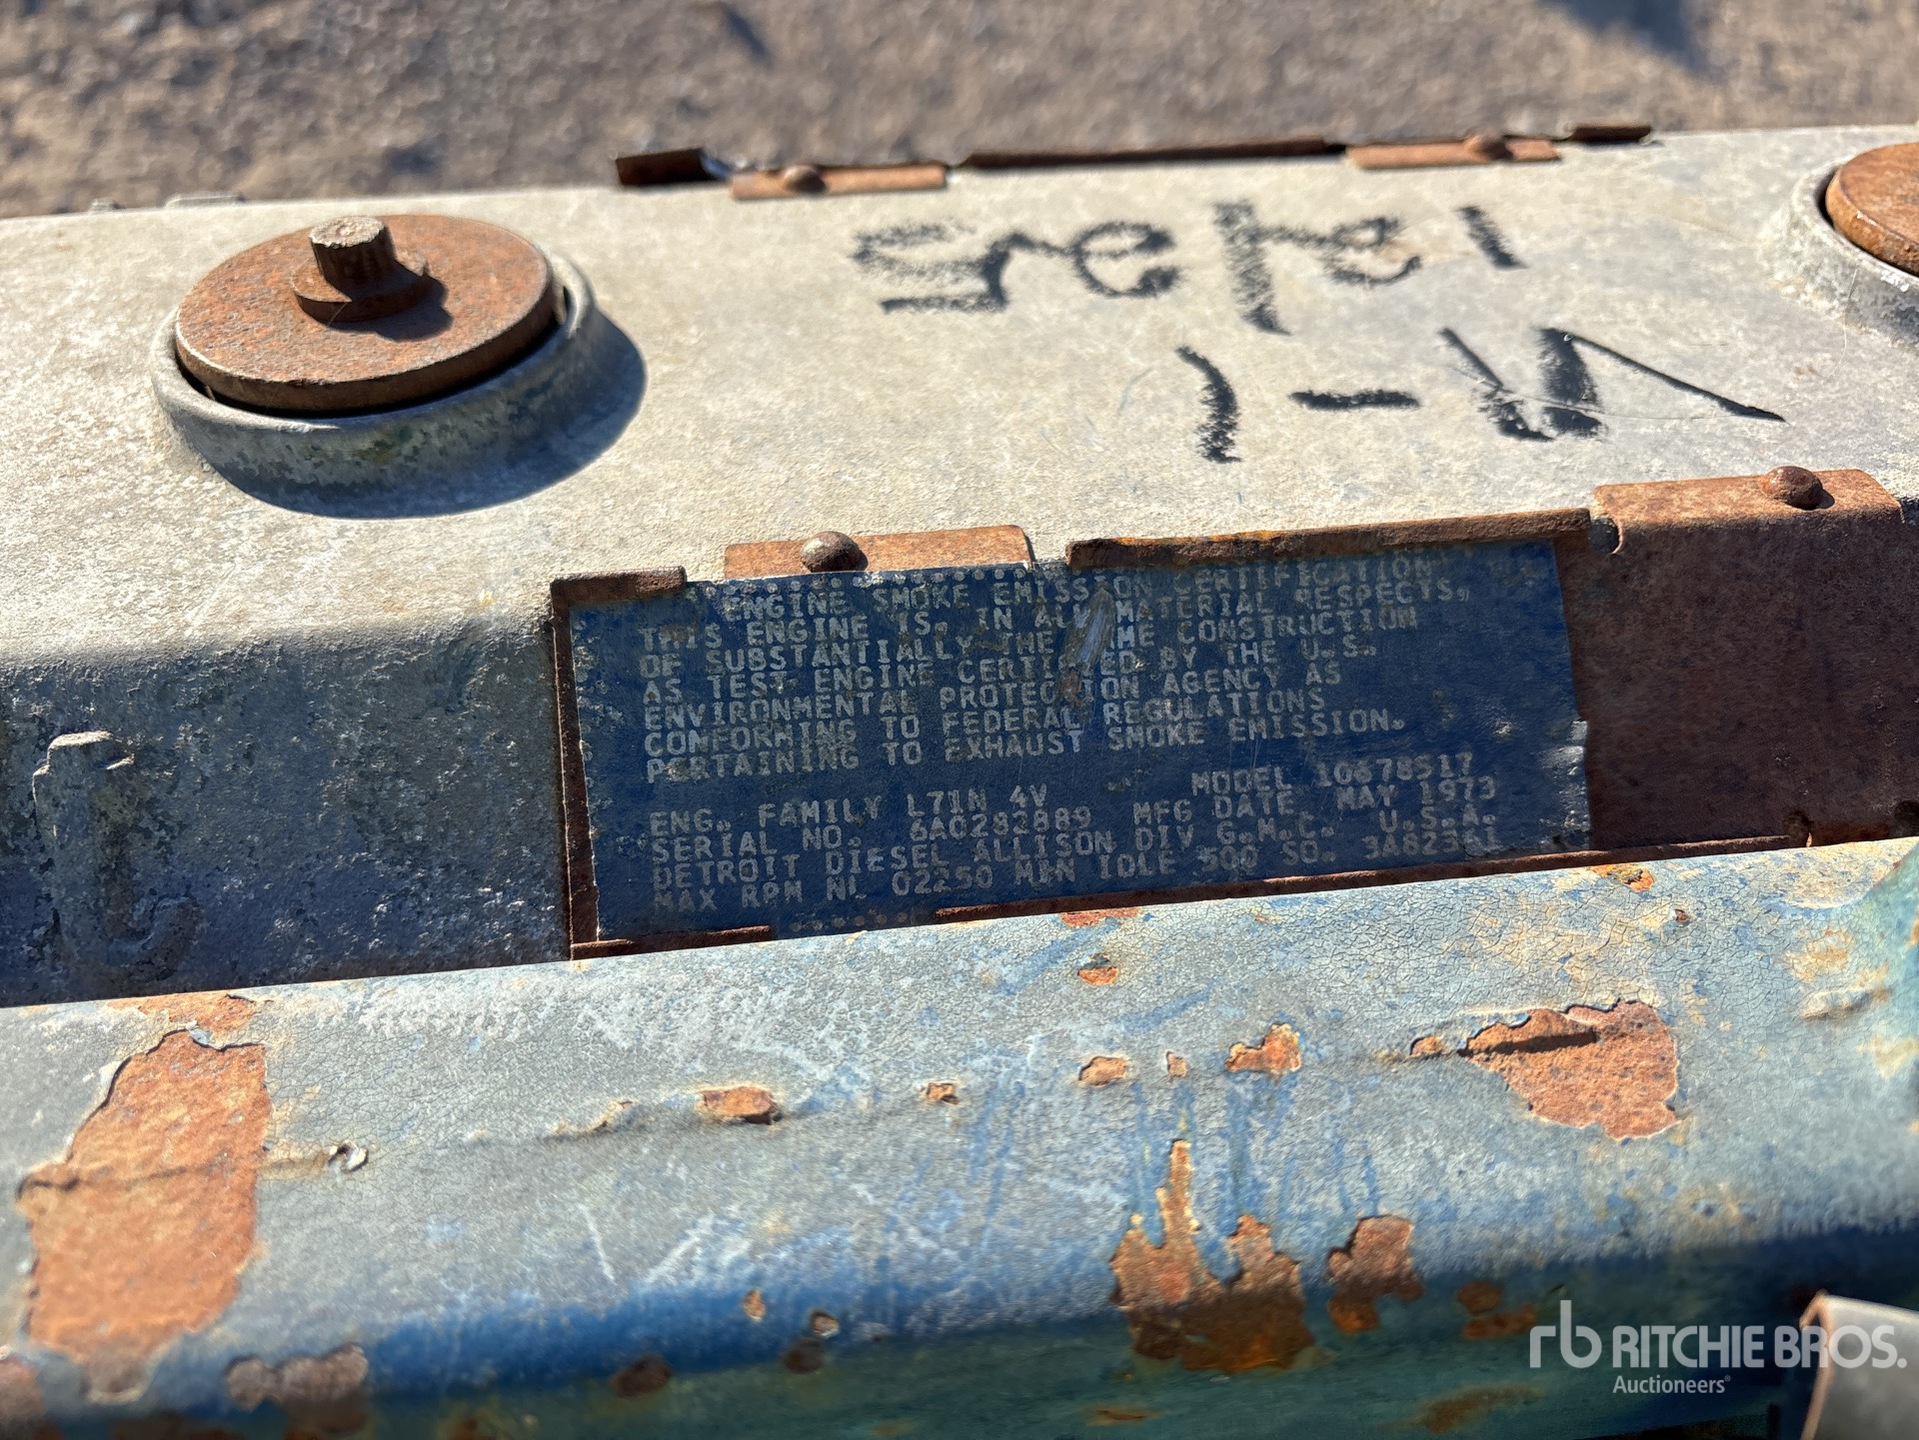 ENGINE SMOKE EMISSION CERTIFICATION
THIS ENGINE IS, IN ALL MATERIAL RESPECTS,
OF SUBSTANTIALLY THE SAME CONSTRUCTION
AS TEST ENGINE CERTIFIED BY THE U.S.
ENVIRONMENTAL PROTECTION AGENCY AS
CONFORMING TO FEDERAL REGULATIONS
PERTAINING TO EXHAUST SMOKE EMISSION.
ENG. FAMILY L71N 4V MODEL 10678517
SERIAL NO. 6A0282889 MFG DATE MAY 1973
DETROIT DIESEL ALLISON DIV G.M.C. U.S.A.
MAX RPM NL 02250 MIN IDLE 500 SO. 3A82361
rb RITCHIE BROS.
Auctioneers®